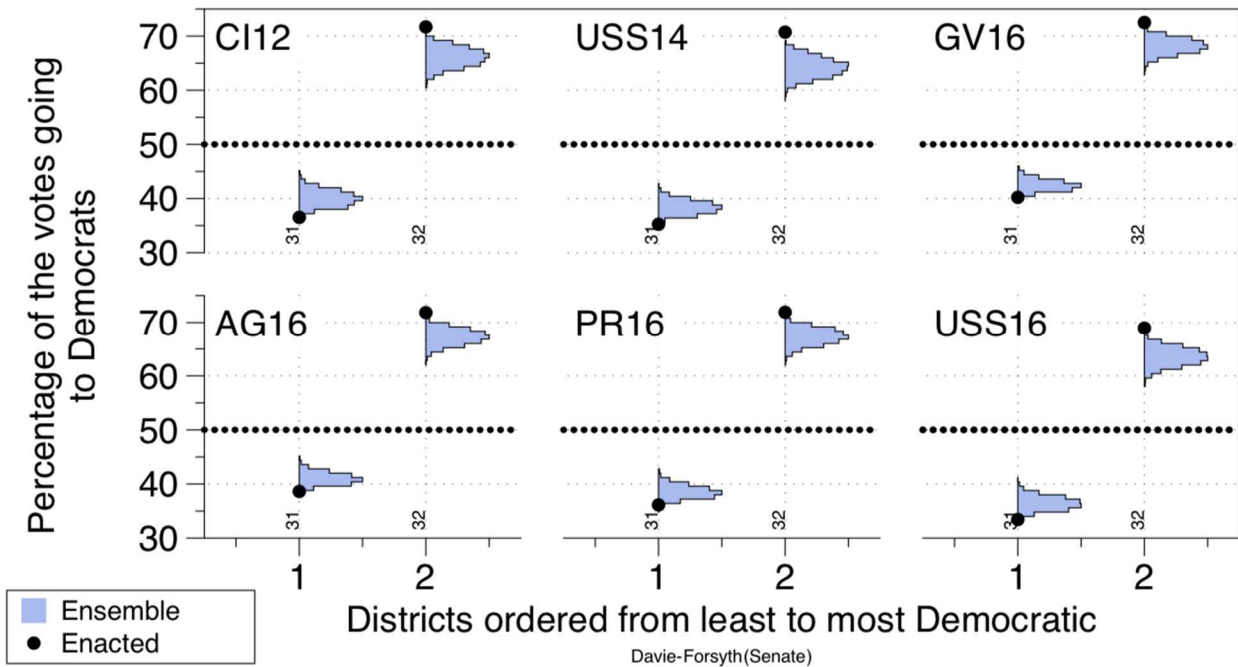 Percentage of the votes going
to Democrats
70
60
50
40
30
CI12
31
32
USS14
31
32
GV16
31
32
70
60
50
40
30
AG16
31
32
PR16
31
32
USS16
31
32
1
2
1
2
1
2
Districts ordered from least to most Democratic
Davie-Forsyth(Senate)
Ensemble
Enacted